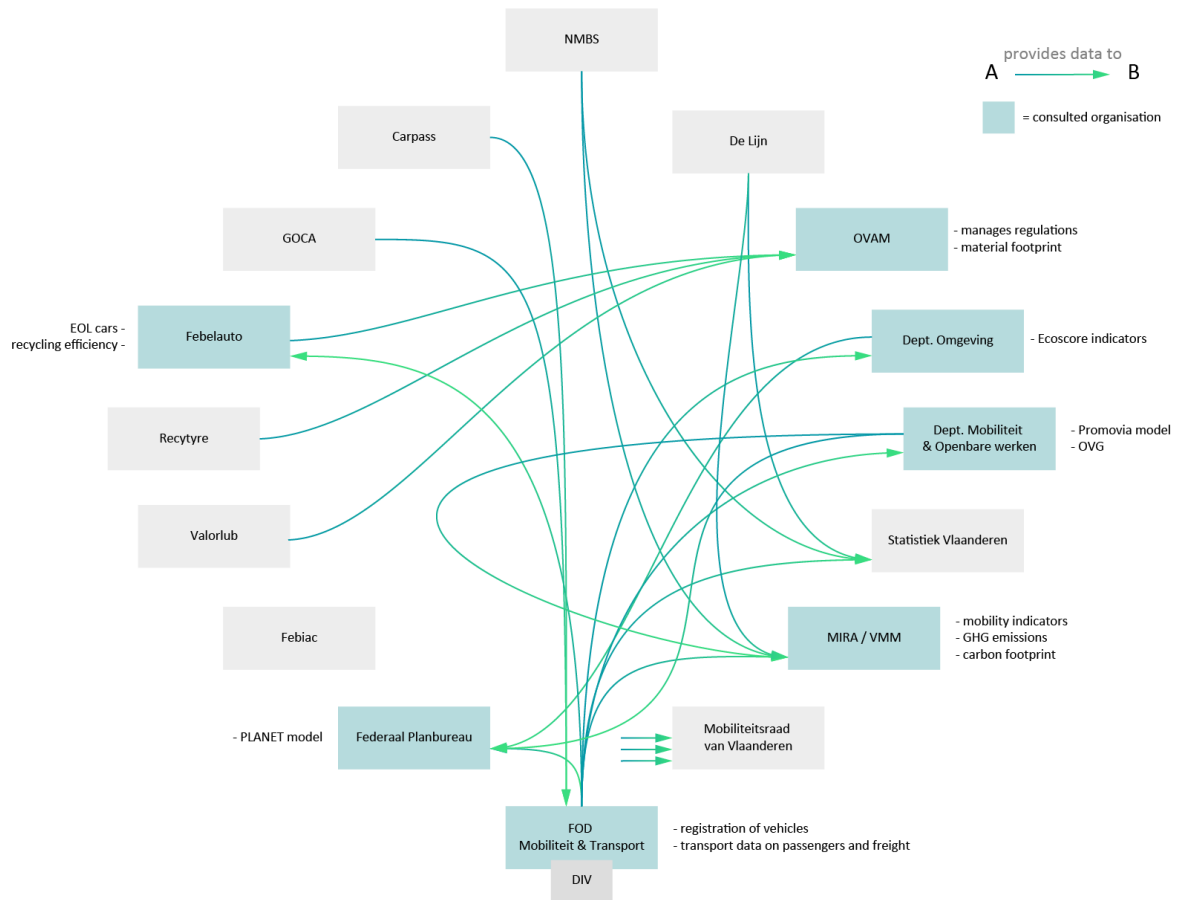 NMBS
provides data to
A
B
= consulted organisation
Carpass
De Lijn
GOCA
OVAM
- manages regulations
- material footprint
EOL cars -
recycling efficiency -
Febelauto
Dept. Omgeving
- Ecoscore indicators
Recytyre
Dept. Mobiliteit
& Openbare werken
- Promovia model
- OVG
Valorlub
Statistiek Vlaanderen
Febiac
MIRA / VMM
- mobility indicators
- GHG emissions
- carbon footprint
- PLANET model
Federaal Planbureau
Mobiliteitsraad
van Vlaanderen
FOD
Mobiliteit & Transport
- registration of vehicles
- transport data on passengers and freight
DIV